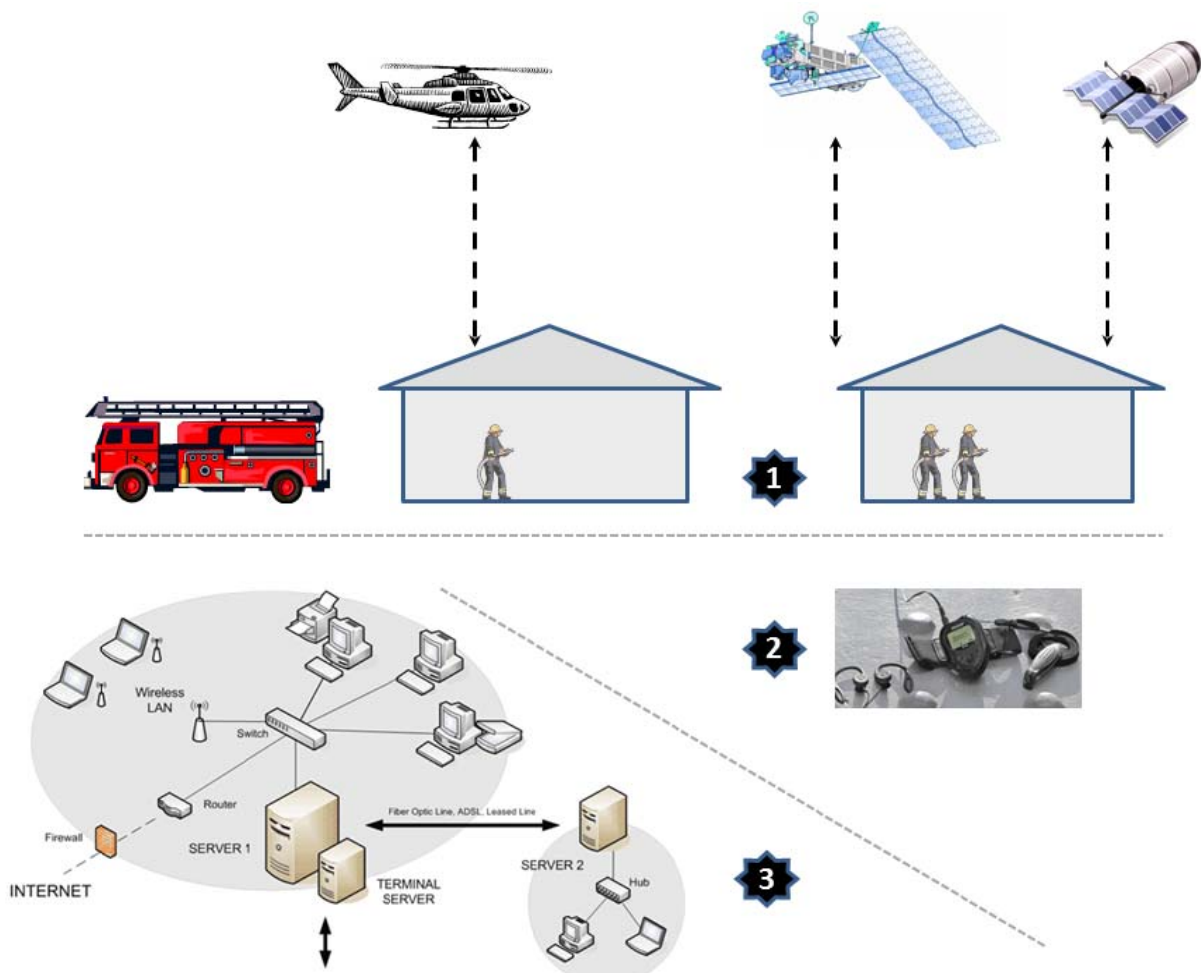 1
2
Wireless
LAN
Switch
Router
Fiber Optic Line, ADSL, Leased Line
Firewall
SERVER 1
SERVER 2
INTERNET
TERMINAL
SERVER
Hub
3